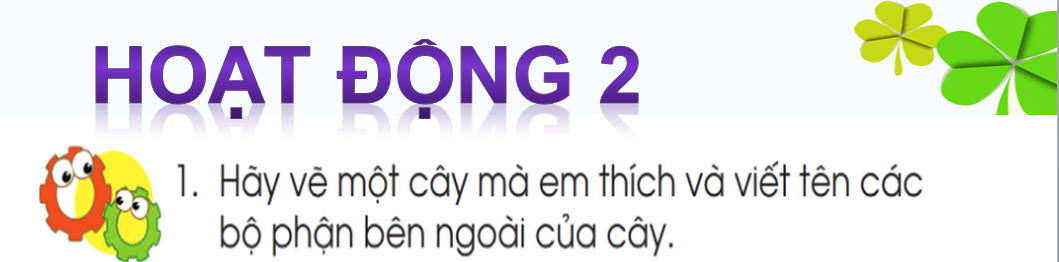 HOẠT ĐỘNG 2
1. Hãy vẽ một cây mà em thích và viết tên các
bộ phận bên ngoài của cây.